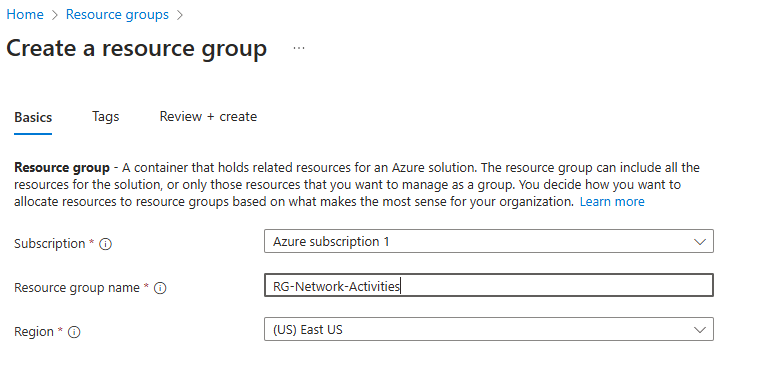 Home > Resource groups >
Create a resource group ...
Basics Tags Review + create
Resource group - A container that holds related resources for an Azure solution. The resource group can include all the
resources for the solution, or only those resources that you want to manage as a group. You decide how you want to
allocate resources to resource groups based on what makes the most sense for your organization. Learn more
Subscription * Azure subscription 1
Resource group name * RG-Network-Activities
Region * (US) East US